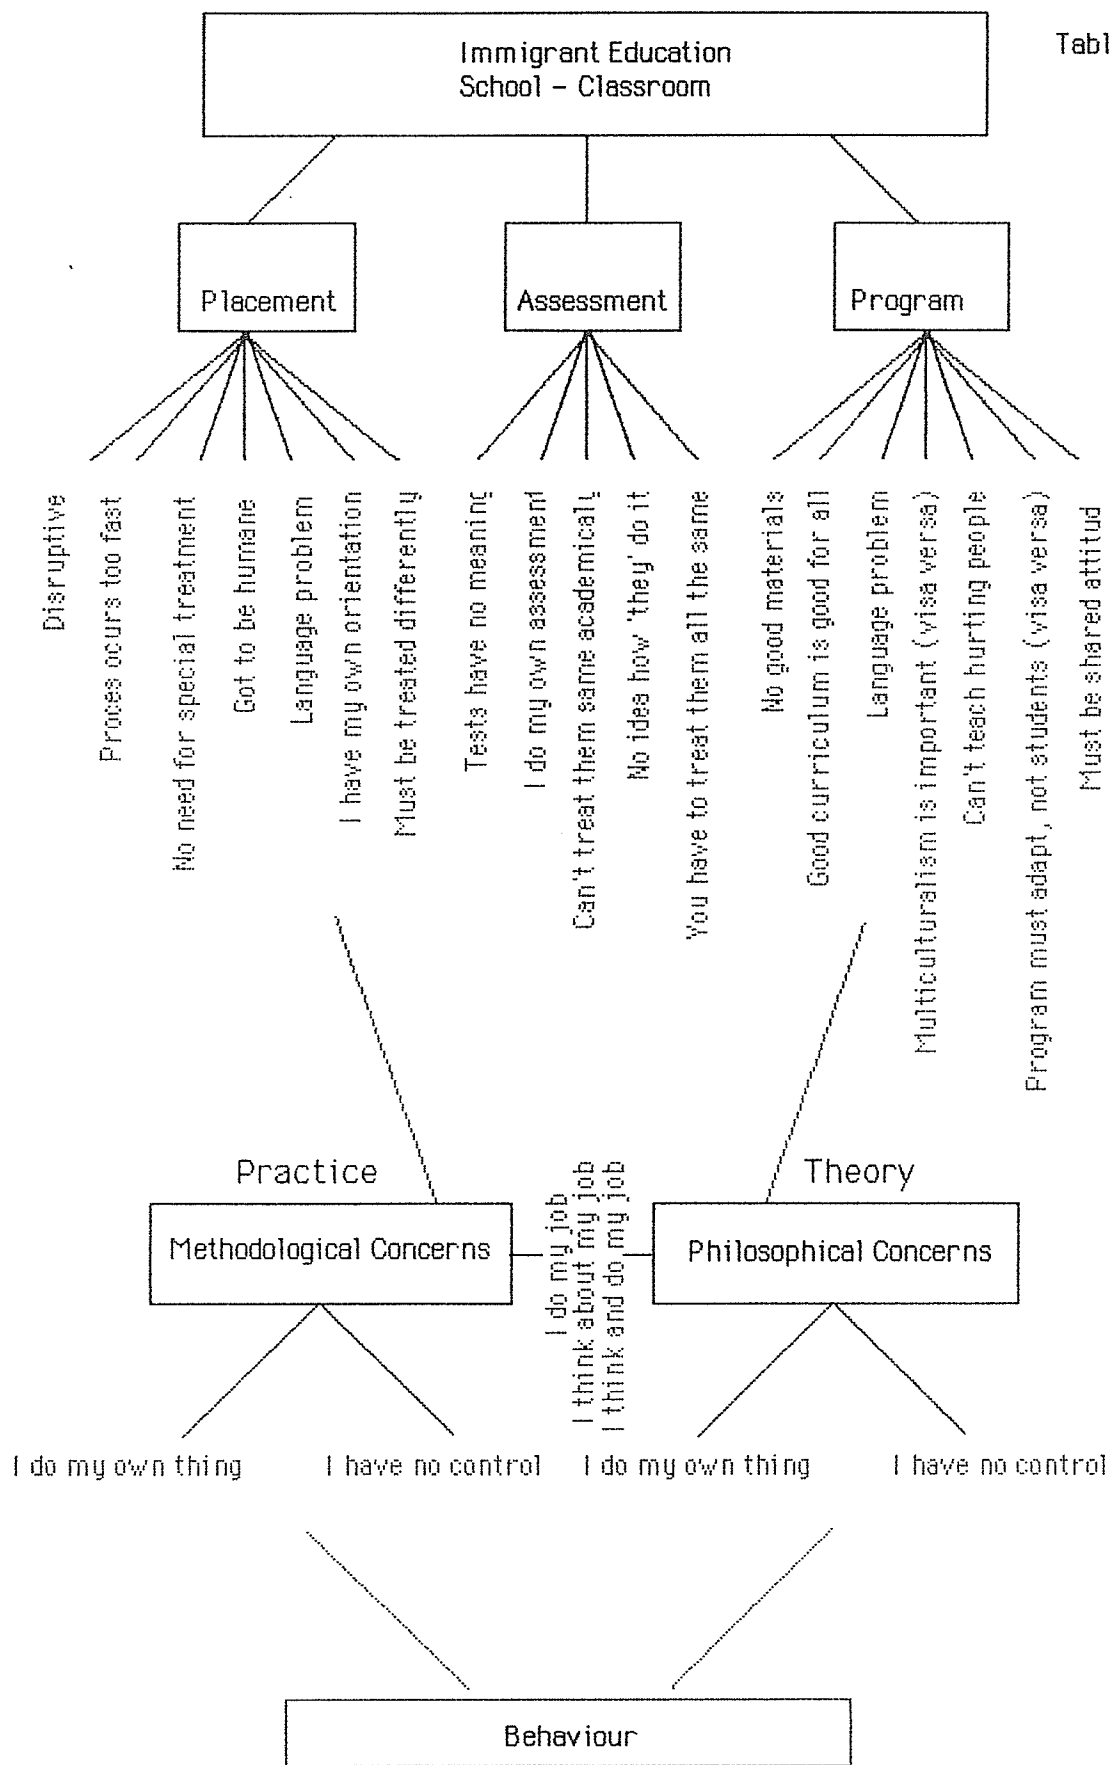 Tabl
Immigrant Education
School - Classroom
Placement
Assessment
Program
Disruptive
Proces ocurs too fast
No need for special treatment
Got to be humane
Language problem
I have my own orientation
Must be treated differently
Tests have no meaning
I do my own assessment
Can't treat them same academicaly
No idea how 'they' do it
You have to treat them all the same
No good materials
Good curriculum is good for all
Language problem
Multiculturalism is important (visa versa)
Can't teach hurting people
Program must adapt, not students (visa versa)
Must be shared attitud
Practice
Theory
Methodological Concerns
I do my job
I think about my job
I think and do my job
Philosophical Concerns
I do my own thing
I have no control
I do my own thing
I have no control
Behaviour